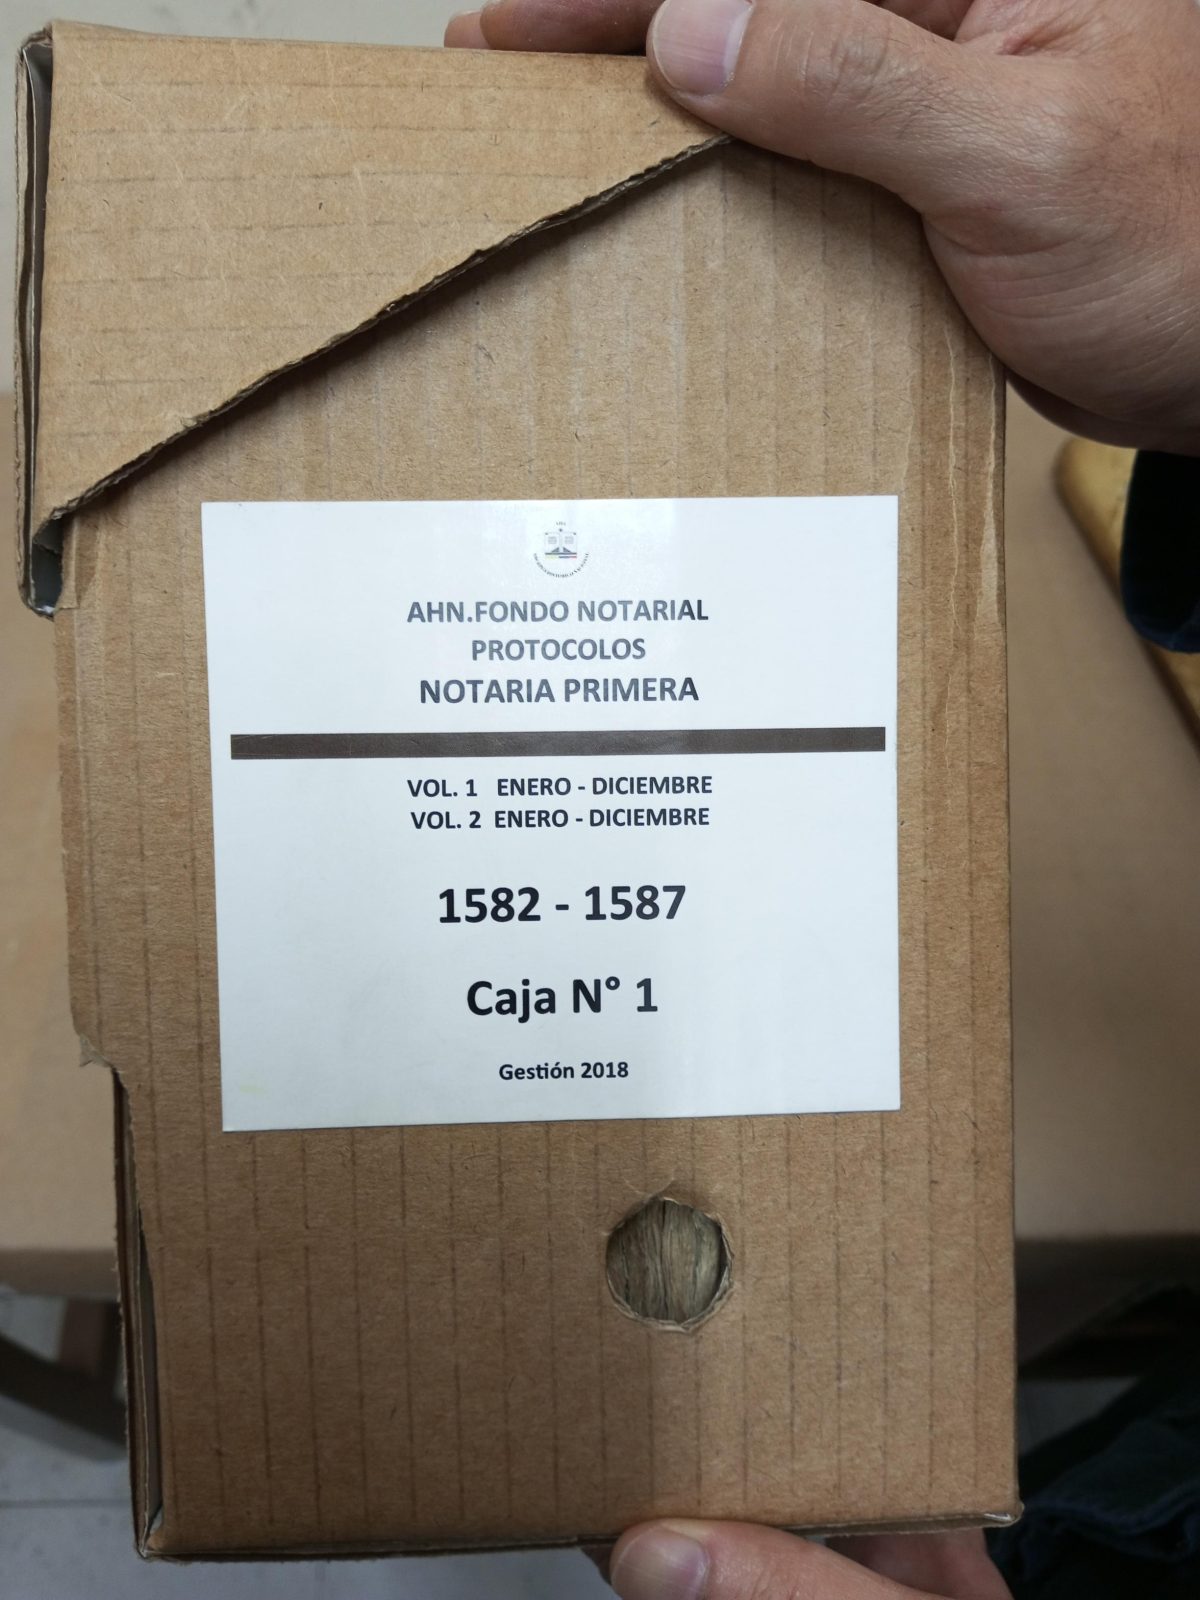 AHN.FONDO NOTARIAL
PROTOCOLOS
NOTARIA PRIMERA
VOL. 1 ENERO - DICIEMBRE
VOL. 2 ENERO - DICIEMBRE
1582 - 1587
Caja N° 1
Gestión 2018